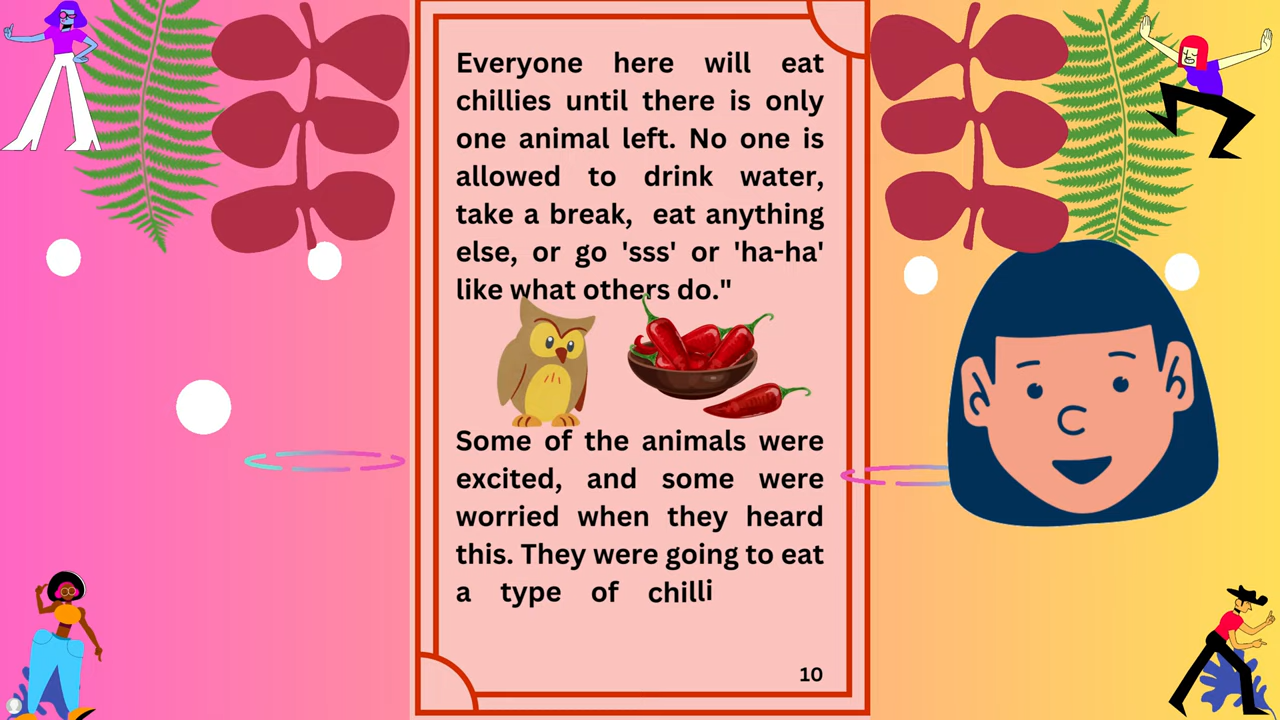 Everyone here will eat
chillies until there is only
one animal left. No one is
allowed to drink water,
take a break, eat anything
else, or go 'sss' or 'ha-ha'
like what others do."
Some of the animals were
excited, and some were
worried when they heard
this. They were going to eat
a type of chilli
10